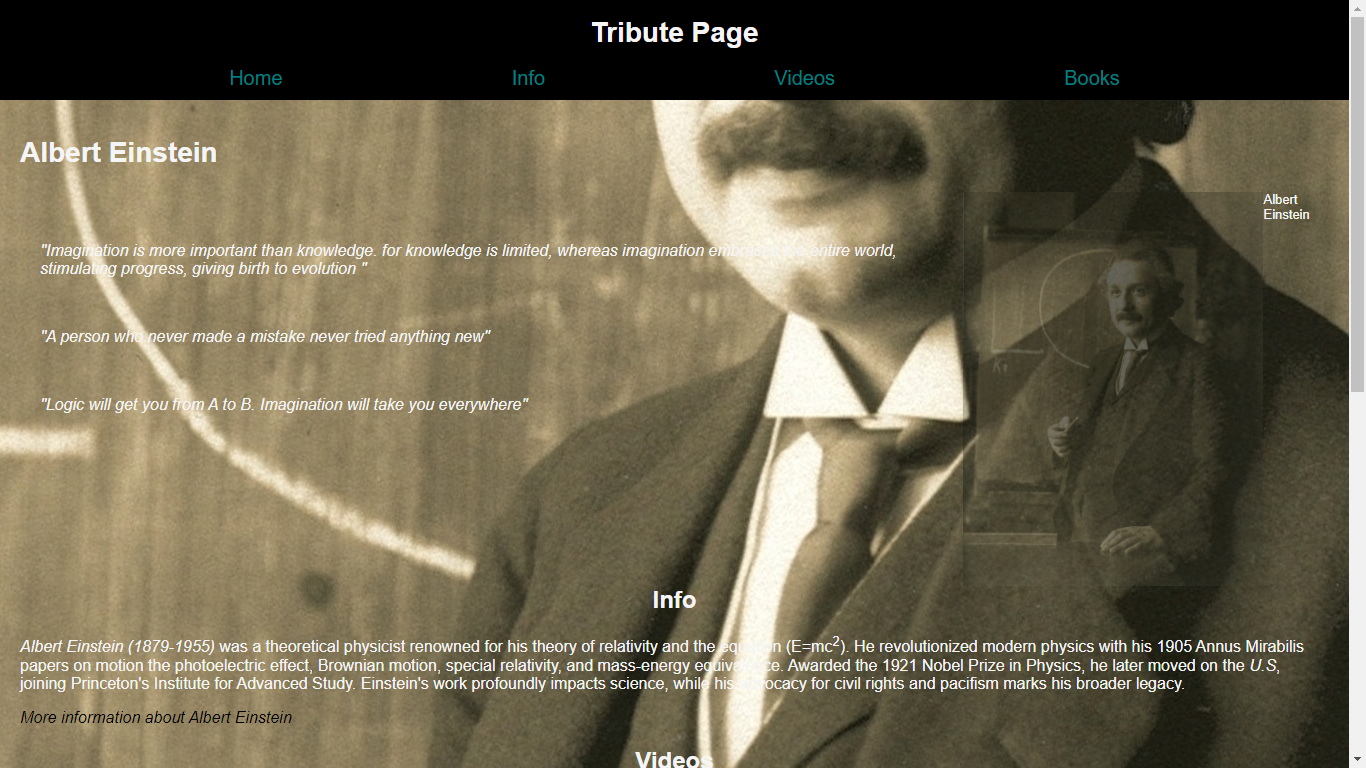 Tribute Page
Home Info Videos Books
Albert Einstein
Albert
Einstein
"Imagination is more important than knowledge. for knowledge is limited, whereas imagination embraces the entire world,
stimulating progress, giving birth to evolution "
"A person who never made a mistake never tried anything new"
"Logic will get you from A to B. Imagination will take you everywhere"
Info
Albert Einstein (1879-1955) was a theoretical physicist renowned for his theory of relativity and the equation (E=mc2). He revolutionized modern physics with his 1905 Annus Mirabilis
papers on motion the photoelectric effect, Brownian motion, special relativity, and mass-energy equivalence. Awarded the 1921 Nobel Prize in Physics, he later moved on the U.S,
joining Princeton's Institute for Advanced Study. Einstein's work profoundly impacts science, while his advocacy for civil rights and pacifism marks his broader legacy.
More information about Albert Einstein
Videos